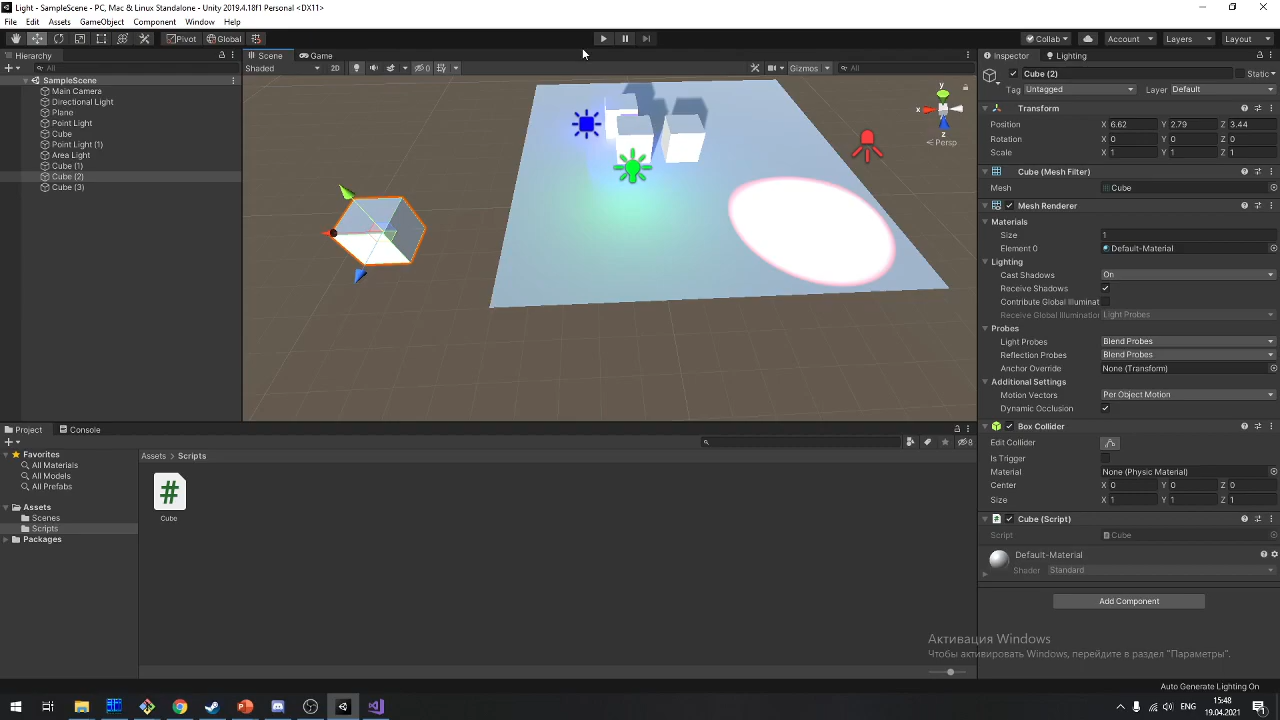 Light - SampleScene - PC, Mac & Linux Standalone - Unity 2019.4.18f1 Personal <DX11>
File Edit Assets GameObject Component Window Help
Pivot Global Collab Account Layers Layout
Hierarchy Scene Game Inspector Lighting
All
Shaded 2D 0 Gizmos All
SampleScene
Main Camera
Directional Light
Plane
Point Light
Cube
Point Light (1)
Area Light
Cube (1)
Cube (2)
Cube (3)
y
x
z
Persp
Cube (2) Static
Tag Untagged Layer Default
Transform
Position X 6.62 Y 2.79 Z 3.44
Rotation X 0 Y 0 Z 0
Scale X 1 Y 1 Z 1
Cube (Mesh Filter)
Mesh Cube
Mesh Renderer
Materials
Size 1
Element 0 Default-Material
Lighting
Cast Shadows On
Receive Shadows
Contribute Global Illuminat
Receive Global Illumination Light Probes
Probes
Light Probes Blend Probes
Reflection Probes Blend Probes
Anchor Override None (Transform)
Additional Settings
Motion Vectors Per Object Motion
Dynamic Occlusion
Box Collider
Edit Collider
Is Trigger
Material None (Physic Material)
Center X 0 Y 0 Z 0
Size X 1 Y 1 Z 1
Cube (Script)
Script Cube
Default-Material
Shader Standard
Add Component
Project Console
8
Favorites
All Materials
All Models
All Prefabs
Assets
Scenes
Scripts
Packages
Assets > Scripts
#
Cube
Активация Windows
Чтобы активировать Windows, перейдите в раздел "Параметры".
Auto Generate Lighting On
ENG
15:48
19.04.2021